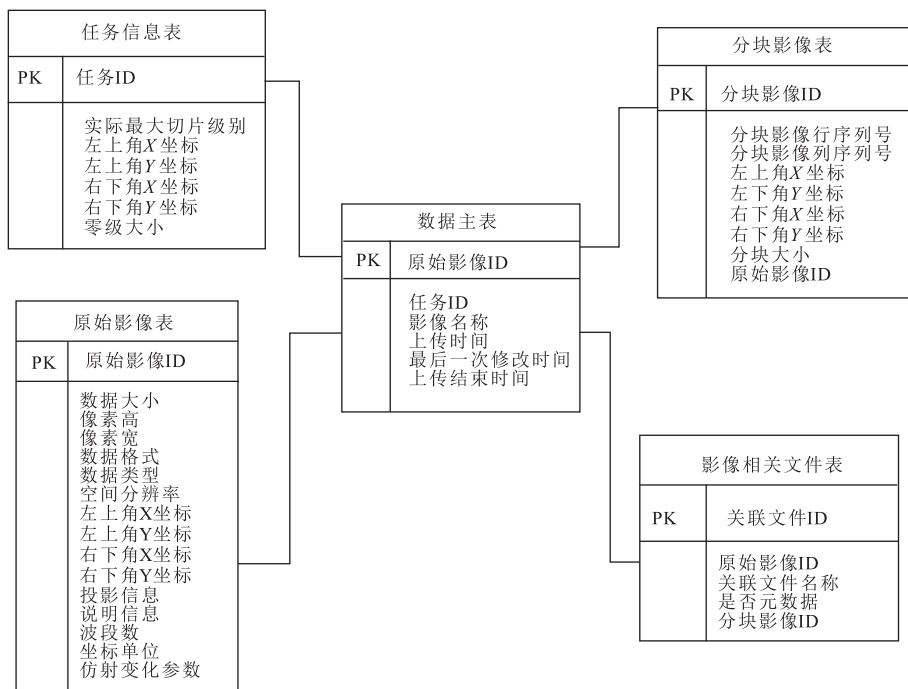 任务信息表
PK 任务ID
实际最大切片级别
左上角X坐标
左上角Y坐标
右下角X坐标
右下角Y坐标
零级大小
原始影像表
PK 原始影像ID
数据大小
像素高
像素宽
数据格式
数据类型
空间分辨率
左上角X坐标
左上角Y坐标
右下角X坐标
右下角Y坐标
投影信息
说明信息
波段数
坐标单位
仿射变化参数
数据主表
PK 原始影像ID
任务ID
影像名称
上传时间
最后一次修改时间
上传结束时间
分块影像表
PK 分块影像ID
分块影像行序列号
分块影像列序列号
左上角X坐标
左下角Y坐标
右下角X坐标
右下角Y坐标
分块大小
原始影像ID
影像相关文件表
PK 关联文件ID
原始影像ID
关联文件名称
是否元数据
分块影像ID